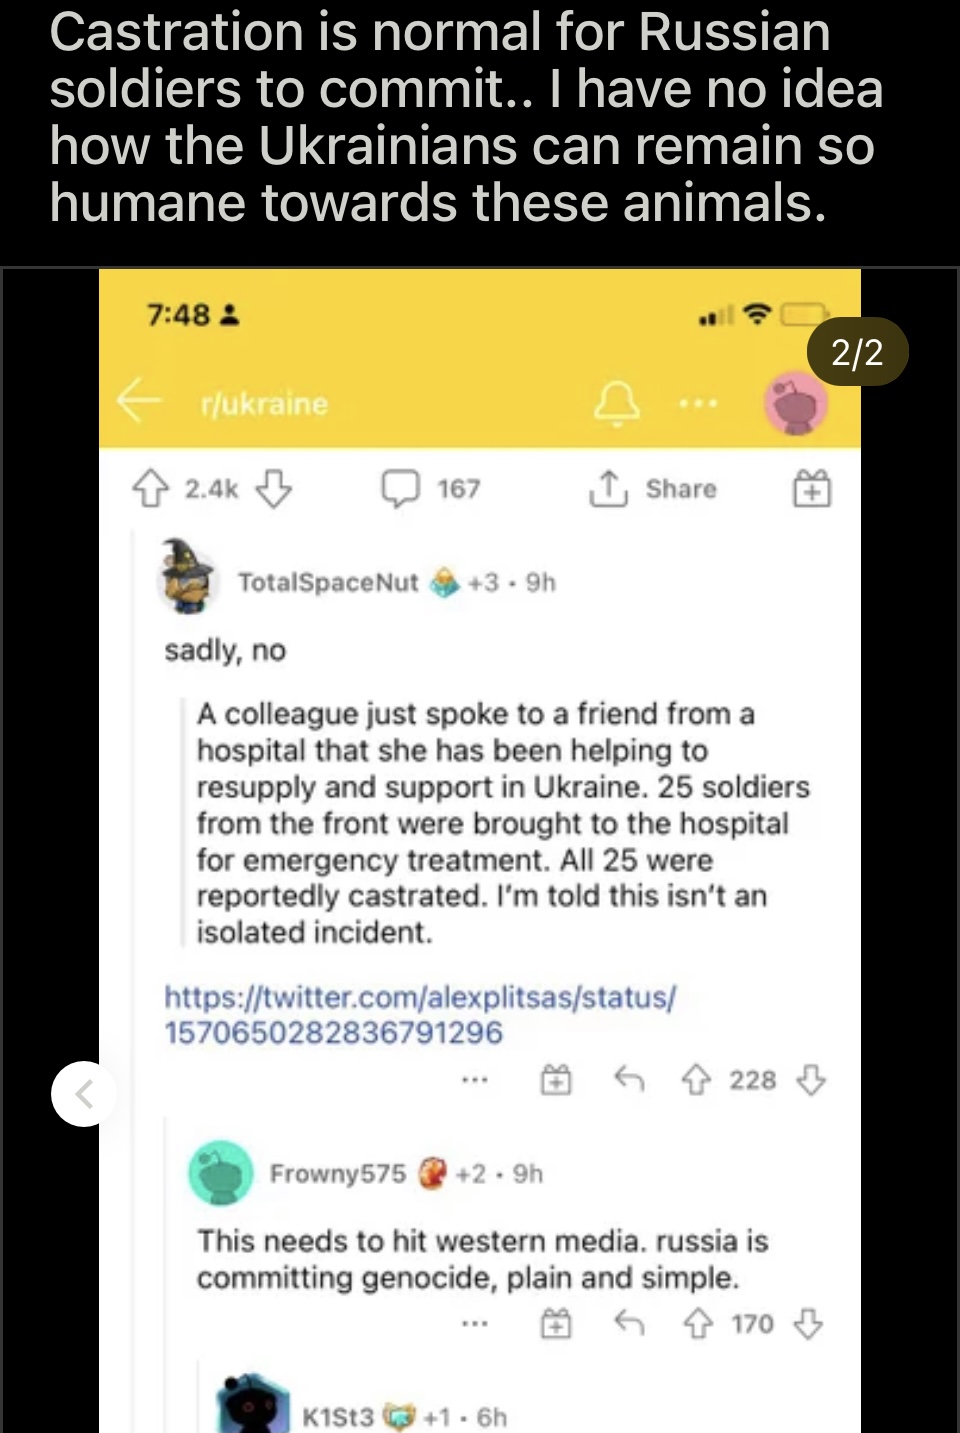 Castration is normal for Russian
soldiers to commit.. I have no idea
how the Ukrainians can remain so
humane towards these animals.
7:48
2/2
r/ukraine
2.4k
167
Share
TotalSpaceNut +3 • 9h
sadly, no
A colleague just spoke to a friend from a
hospital that she has been helping to
resupply and support in Ukraine. 25 soldiers
from the front were brought to the hospital
for emergency treatment. All 25 were
reportedly castrated. I'm told this isn't an
isolated incident.
https://twitter.com/alexplitsas/status/
1570650282836791296
228
Frowny575 +2 • 9h
This needs to hit western media. russia is
committing genocide, plain and simple.
170
K1St3 +1 • 6h